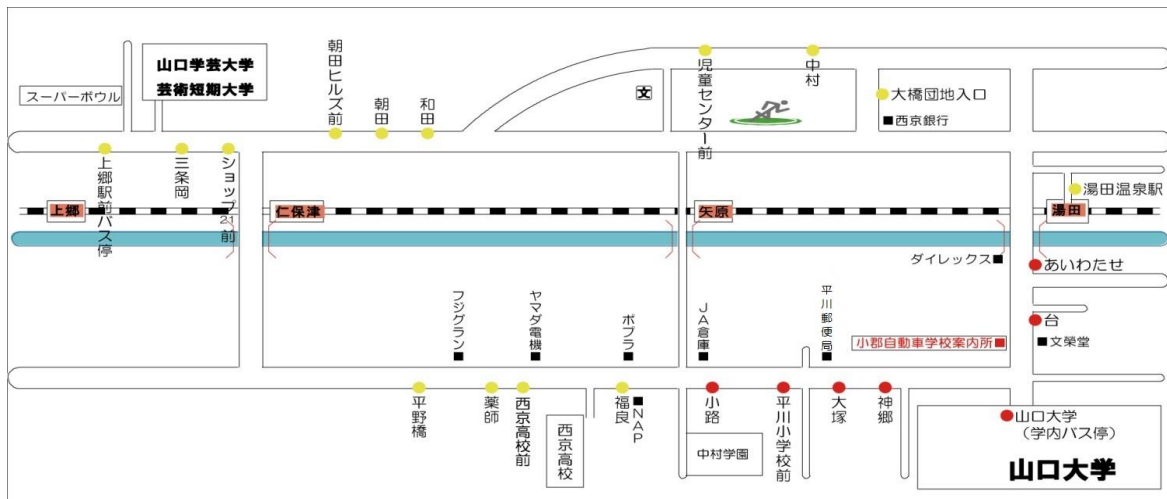 山口学芸大学
芸術短期大学
スーパーボウル
朝田ヒルズ前
朝田
和田
児童センター前
中村
文
大橋団地入口
西京銀行
上郷駅前バス停
三条岡
ショップ21前
湯田温泉駅
上郷
仁保津
矢原
湯田
ダイレックス
あいわたせ
フジグラン
ヤマダ電機
ポプラ
JA倉庫
平川郵便局
小郡自動車学校案内所
台
文榮堂
平野橋
薬師
西京高校前
西京高校
福良
NAP
小路
中村学園
平川小学校前
大塚
神郷
山口大学
(学内バス停)
山口大学